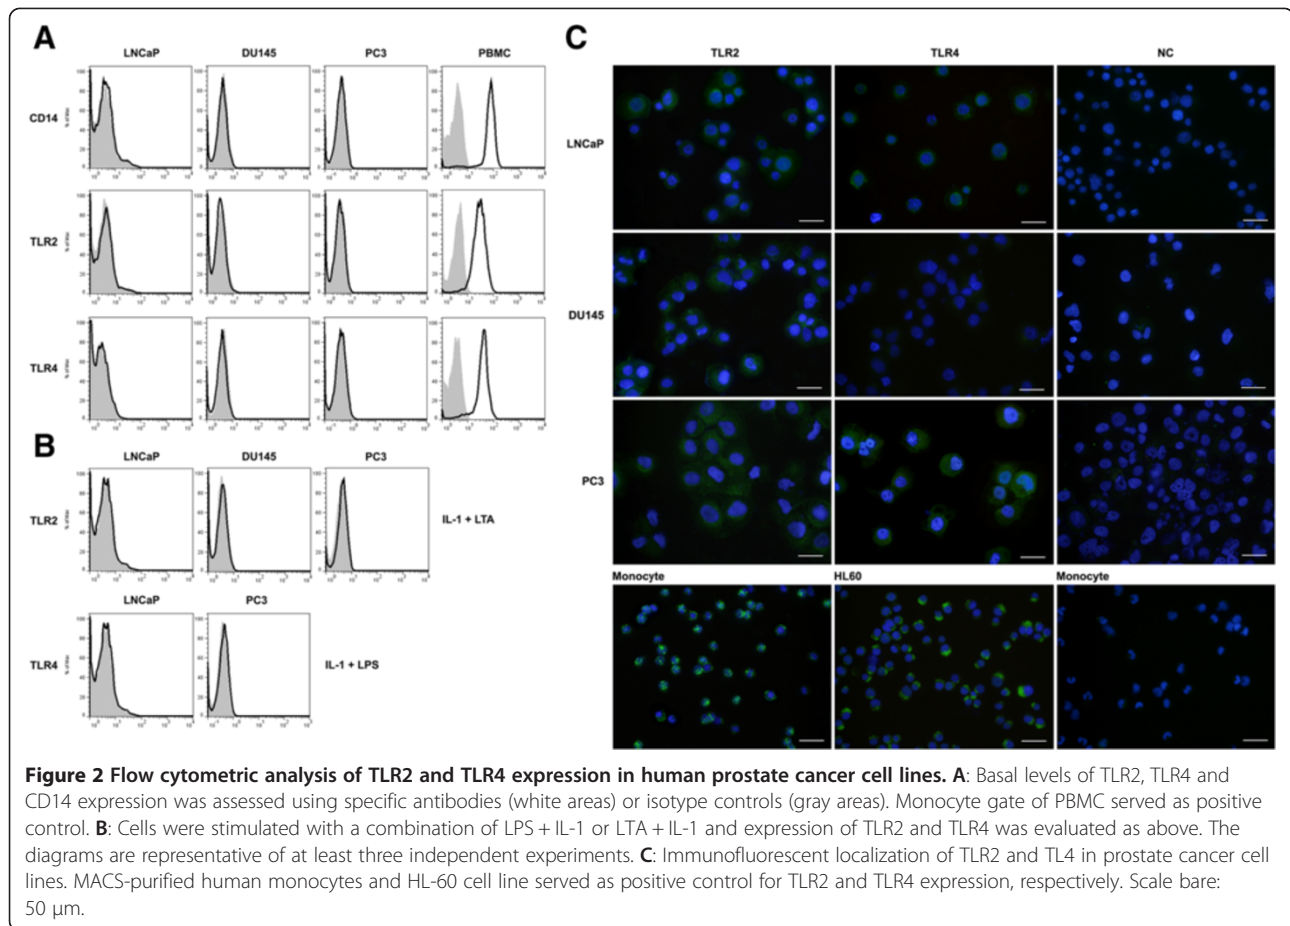 A
LNCaP DU145 PC3 PBMC
CD14
TLR2
TLR4
B
LNCaP DU145 PC3
TLR2
IL-1 + LTA
LNCaP PC3
TLR4
IL-1 + LPS
C
TLR2 TLR4 NC
LNCaP
DU145
PC3
Monocyte HL60 Monocyte
Figure 2 Flow cytometric analysis of TLR2 and TLR4 expression in human prostate cancer cell lines. A: Basal levels of TLR2, TLR4 and
CD14 expression was assessed using specific antibodies (white areas) or isotype controls (gray areas). Monocyte gate of PBMC served as positive
control. B: Cells were stimulated with a combination of LPS + IL-1 or LTA + IL-1 and expression of TLR2 and TLR4 was evaluated as above. The
diagrams are representative of at least three independent experiments. C: Immunofluorescent localization of TLR2 and TL4 in prostate cancer cell
lines. MACS-purified human monocytes and HL-60 cell line served as positive control for TLR2 and TLR4 expression, respectively. Scale bare:
50 μm.